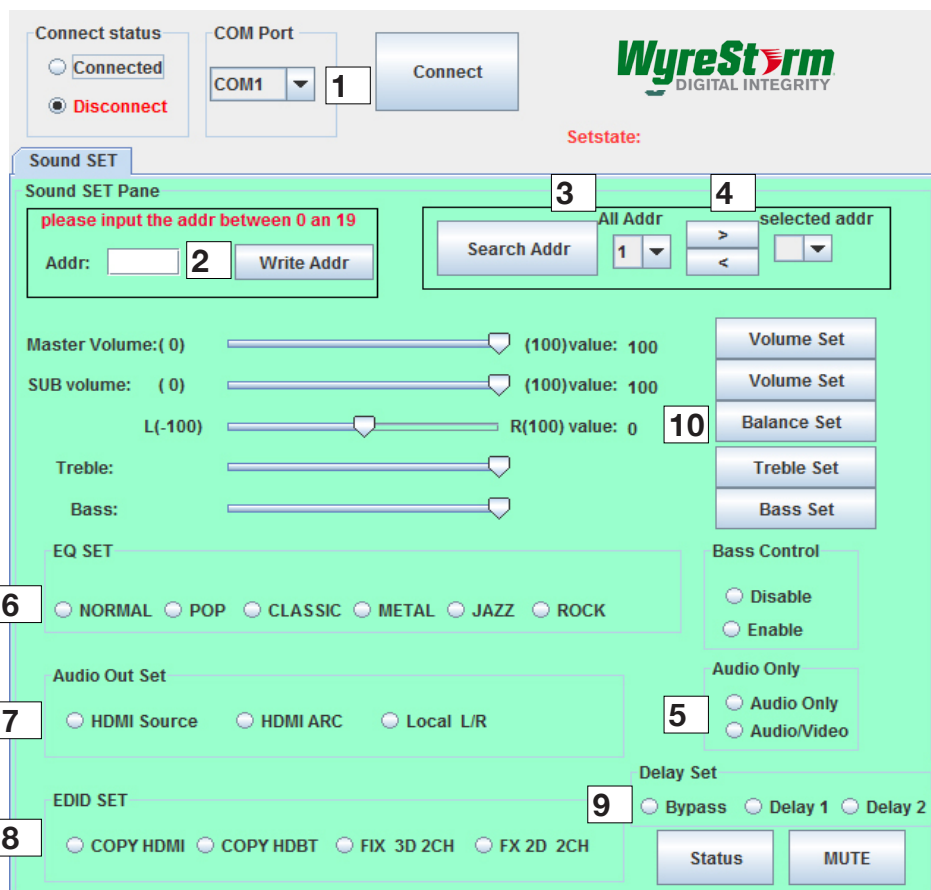 Connect status
COM Port
Connected
Disconnect
COM1
1
Connect
WyreStorm
DIGITAL INTEGRITY
Setstate:
Sound SET
Sound SET Pane
please input the addr between 0 an 19
Addr:
2
Write Addr
3
4
Search Addr
All Addr
1
>
<
selected addr
Master Volume:( 0)
(100)value: 100
Volume Set
SUB volume: ( 0)
(100)value: 100
Volume Set
L(-100)
R(100) value: 0
10
Balance Set
Treble:
Treble Set
Bass:
Bass Set
EQ SET
6
NORMAL POP CLASSIC METAL JAZZ ROCK
Bass Control
Disable
Enable
Audio Out Set
7
HDMI Source HDMI ARC Local L/R
Audio Only
5
Audio Only
Audio/Video
Delay Set
9
Bypass Delay 1 Delay 2
EDID SET
8
COPY HDMI COPY HDBT FIX 3D 2CH FX 2D 2CH
Status
MUTE